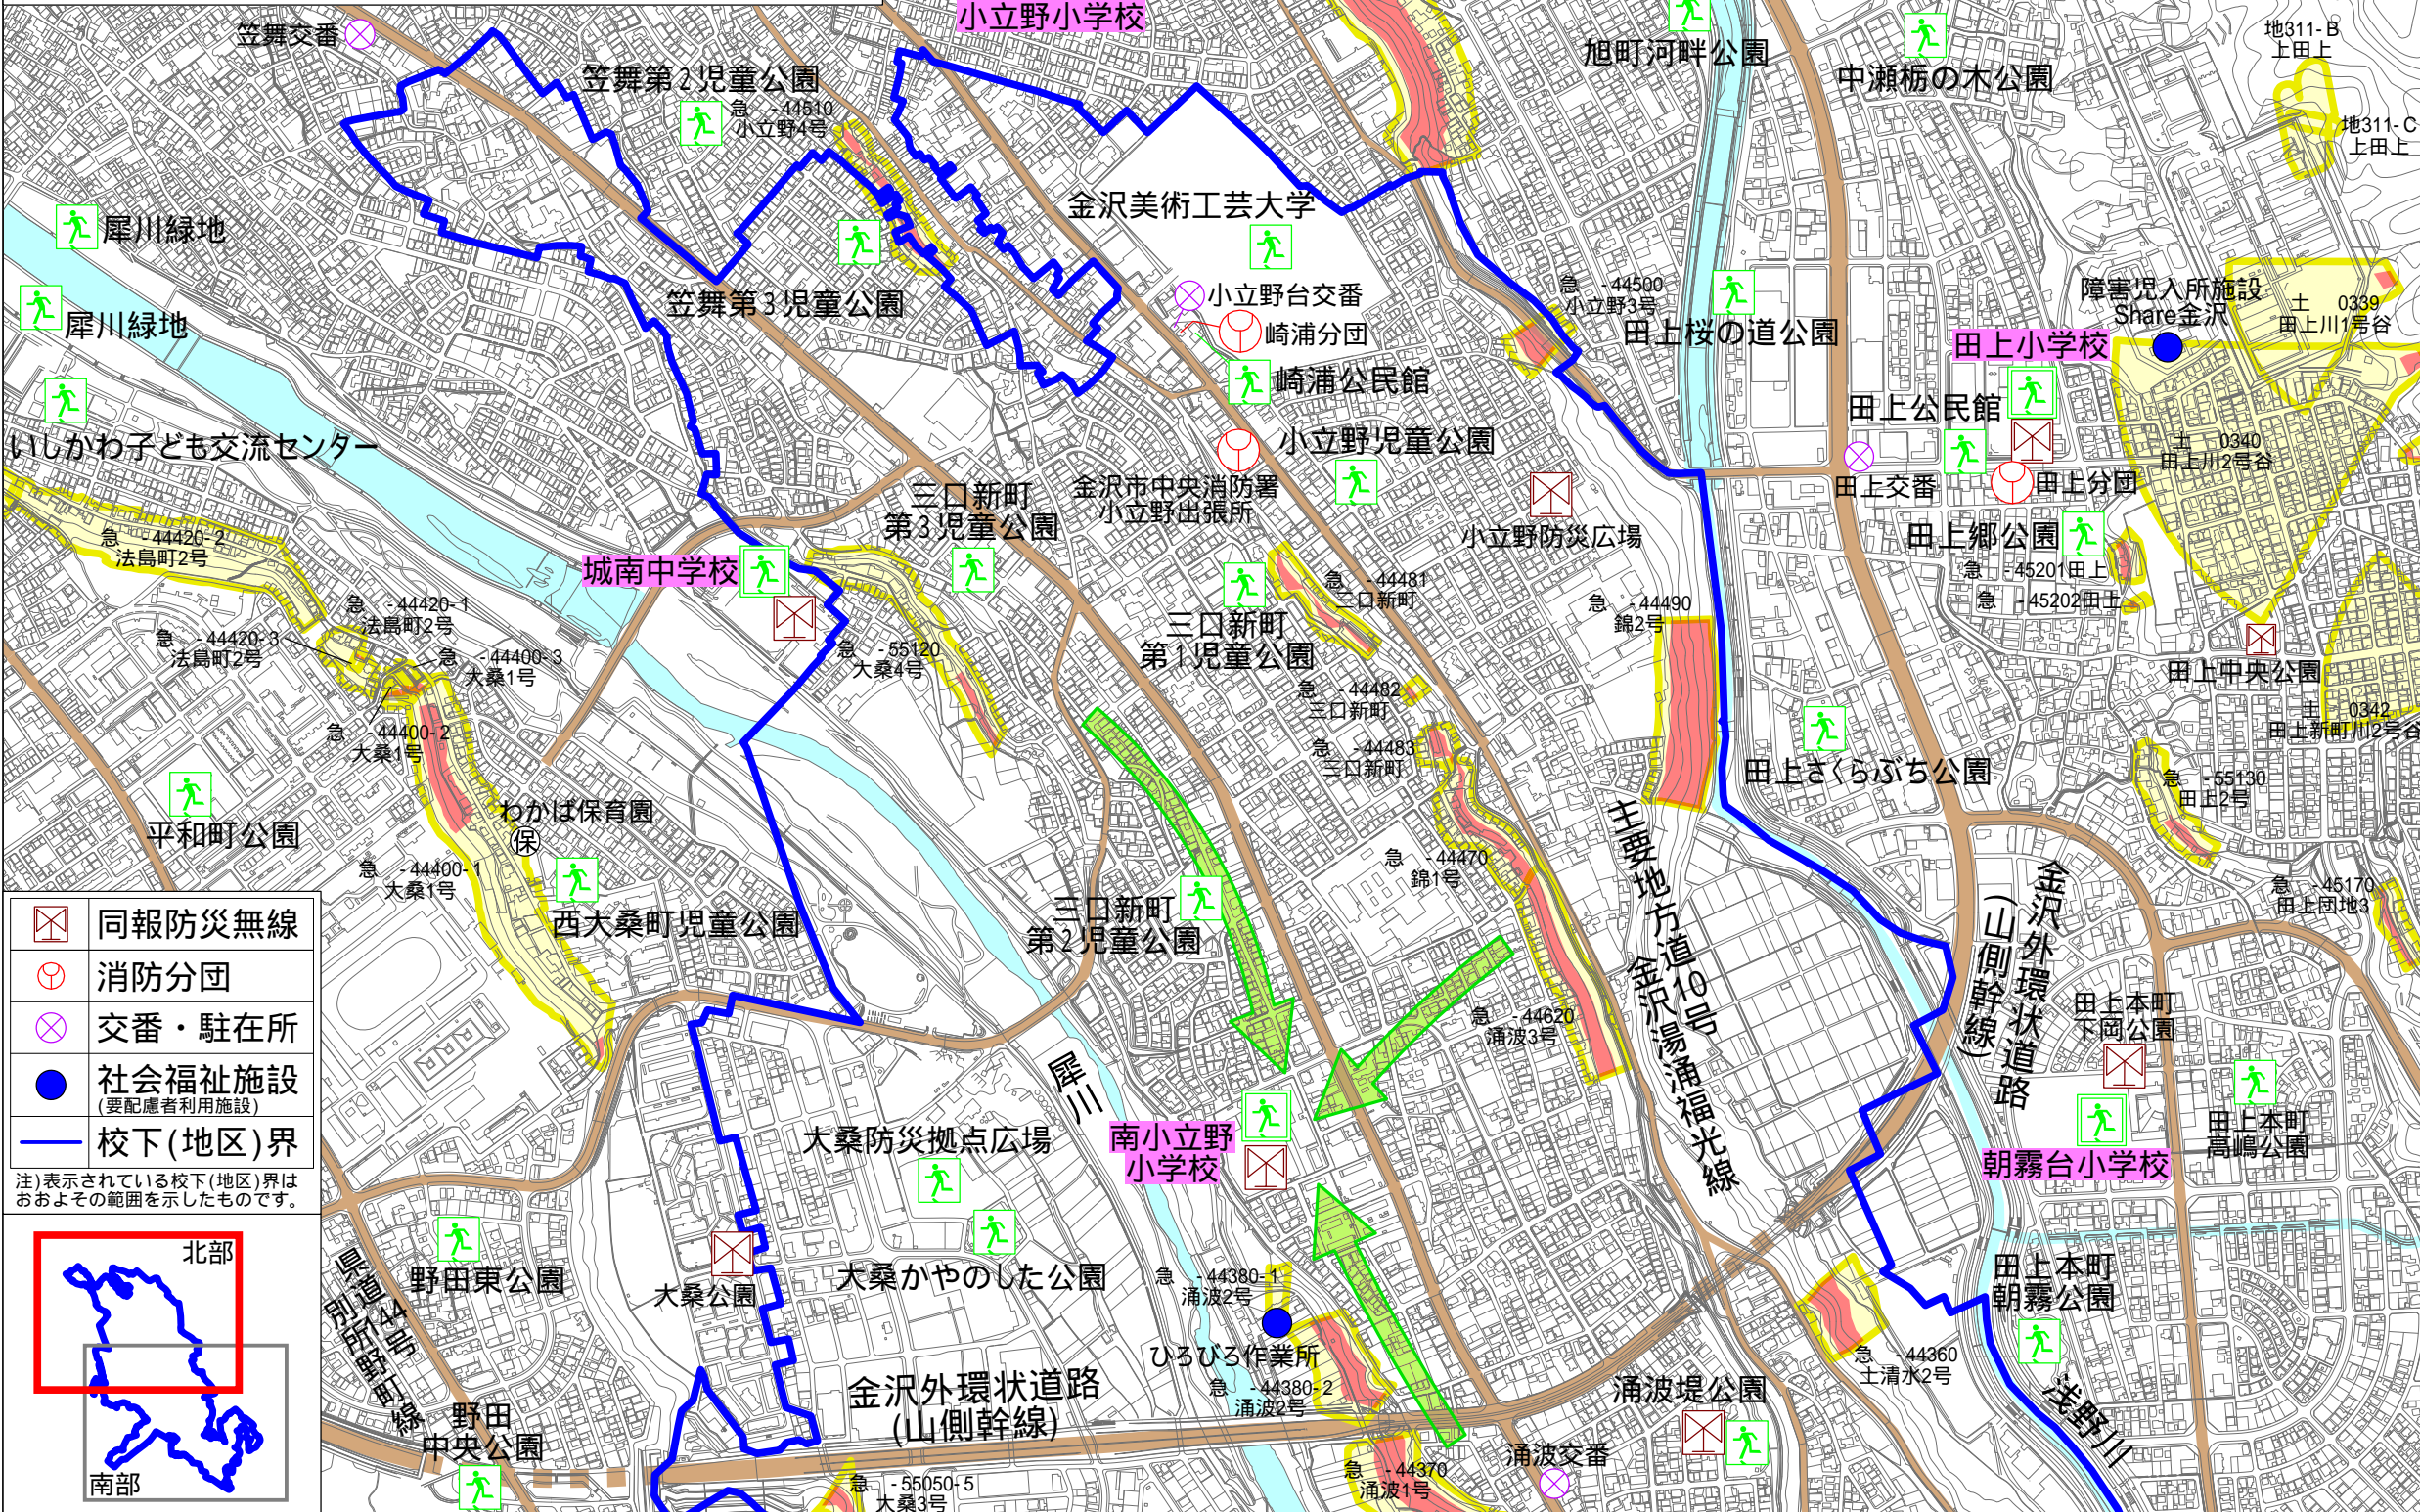 小立野小学校
笠舞交番
旭町河畔公園
地311-B
上田上
笠舞第2児童公園
中瀬栃の木公園
急　-44510
小立野4号
地311-C
上田上
金沢美術工芸大学
犀川緑地
急　-44500
小立野3号
障害児入所施設
Share金沢
土　0339
田上川1号谷
笠舞第3児童公園
小立野台交番
犀川緑地
崎浦分団
田上桜の道公園
田上小学校
崎浦公民館
田上公民館
いしかわ子ども交流センター
小立野児童公園
土　0340
田上川2号谷
田上交番
田上分団
三口新町
第3児童公園
金沢市中央消防署
小立野出張所
小立野防災広場
田上郷公園
急　-44420-2
法島町2号
城南中学校
急　-45201田上
急　-45202田上
急　-44481
三口新町
急　-44420-1
法島町2号
急　-44490
錦2号
急　-44420-3
法島町2号
急　-44400-3
大桑1号
急　-55120
大桑4号
三口新町
第1児童公園
田上中央公園
急　-44482
三口新町
土　0342
田上新町川2号谷
急　-44400-2
大桑1号
急　-44483
三口新町
田上さくらぶち公園
急　-55130
田上2号
わかば保育園
保
平和町公園
急　-44400-1
大桑1号
急　-44470
錦1号
主要地方道10号
金沢湯涌福光線
金沢外環状道路
(山側幹線)
急　-45170
田上団地3
西大桑町児童公園
三口新町
第2児童公園
同報防災無線
消防分団
交番・駐在所
社会福祉施設
(要配慮者利用施設)
校下(地区)界
注)表示されている校下(地区)界は
おおよその範囲を示したものです。
急　-44620
涌波3号
田上本町
下岡公園
犀川
大桑防災拠点広場
南小立野
小学校
田上本町
高嶋公園
朝霧台小学校
北部
南部
県道144号
別所野町線
野田東公園
大桑公園
大桑かやのした公園
急　-44380-1
涌波2号
田上本町
朝霧公園
ひろびろ作業所
急　-44380-2
涌波2号
急　-44360
土清水2号
金沢外環状道路
(山側幹線)
涌波堤公園
浅野川
野田
中央公園
涌波交番
急　-44370
涌波1号
急　-55050-5
大桑3号